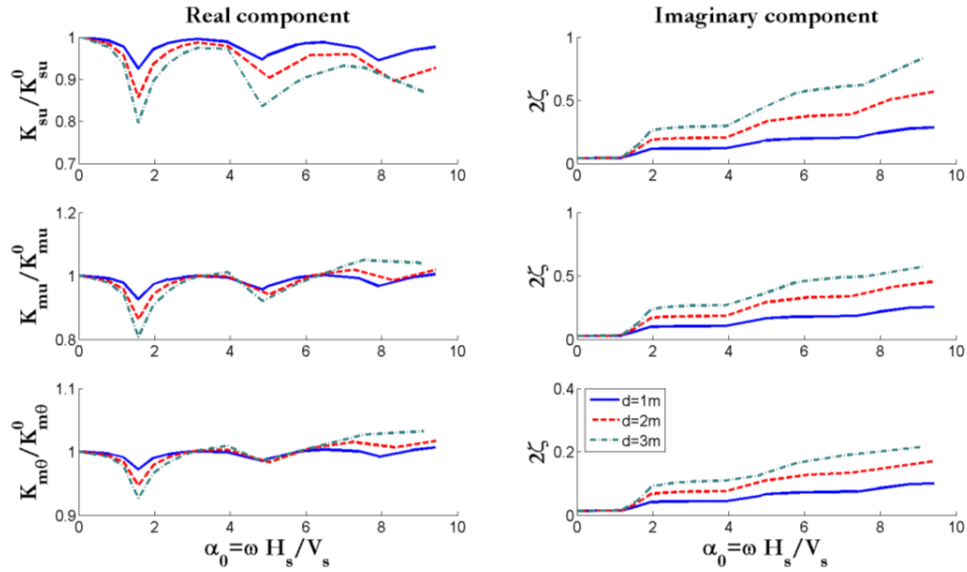 Real component
Imaginary component
K_su/K^0_su
1
0.9
0.8
0.7
0 2 4 6 8 10
2ζ
1
0.5
0
0 2 4 6 8 10
K_mu/K^0_mu
1.2
1
0.8
0 2 4 6 8 10
2ζ
1
0.5
0
0 2 4 6 8 10
K_mθ/K^0_mθ
1.1
1
0.9
0 2 4 6 8 10
α_0=ω H_s/V_s
2ζ
0.4
0.2
0
d=1m
d=2m
d=3m
0 2 4 6 8 10
α_0=ω H_s/V_s